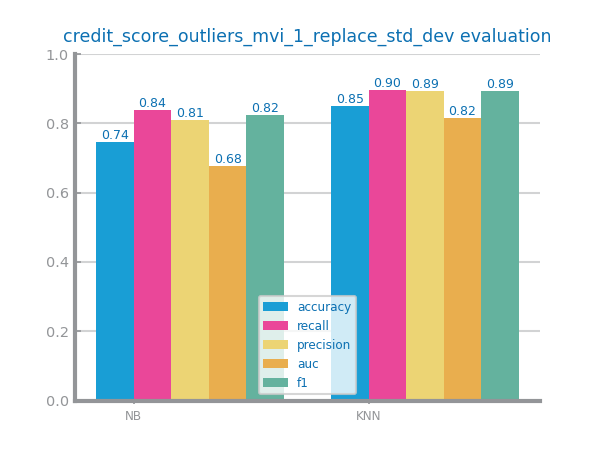 credit_score_outliers_mvi_1_replace_std_dev evaluation
1.0
0.8
0.6
0.4
0.2
0.0
0.74
0.84
0.81
0.68
0.82
0.85
0.90
0.89
0.82
0.89
accuracy
recall
precision
auc
f1
NB
KNN